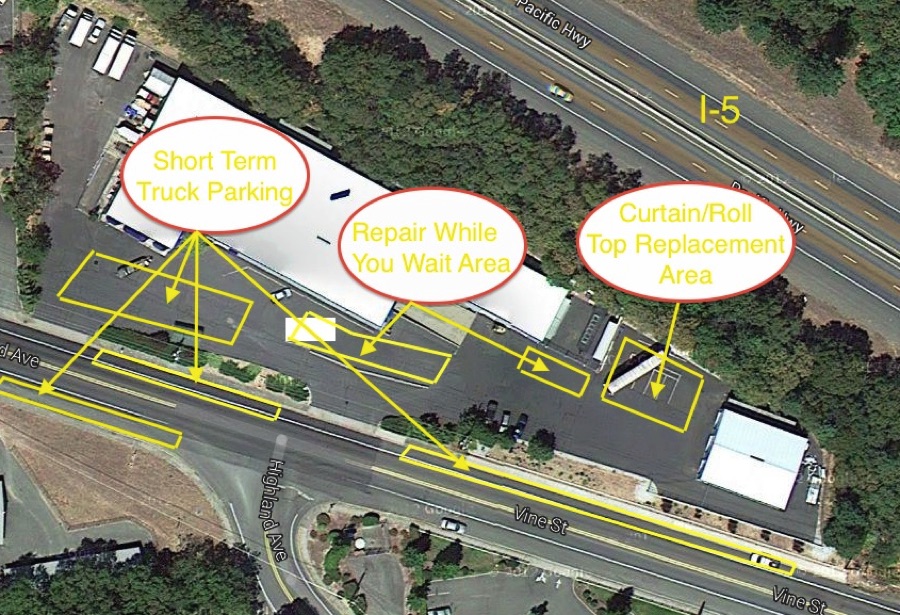 Pacific Hwy
I-5
Short Term
Truck Parking
Repair While
You Wait Area
Curtain/Roll
Top Replacement
Area
Hwy
d Ave
Highland Ave
Vine St
Vine St